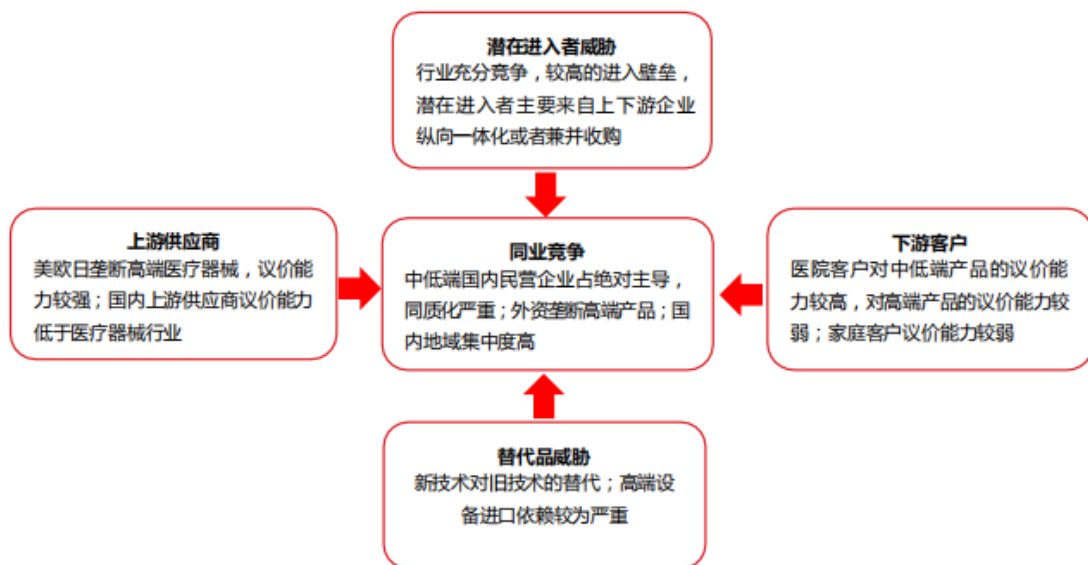 潜在进入者威胁
行业充分竞争，较高的进入壁垒，
潜在进入者主要来自上下游企业
纵向一体化或者兼并收购
上游供应商
美欧日垄断高端医疗器械，议价能
力较强；国内上游供应商议价能力
低于医疗器械行业
同业竞争
中低端国内民营企业占绝对主导，
同质化严重；外资垄断高端产品；国
内地域集中度高
下游客户
医院客户对中低端产品的议价能
力较高，对高端产品的议价能力较
弱；家庭客户议价能力较弱
替代品威胁
新技术对旧技术的替代；高端设
备进口依赖较为严重